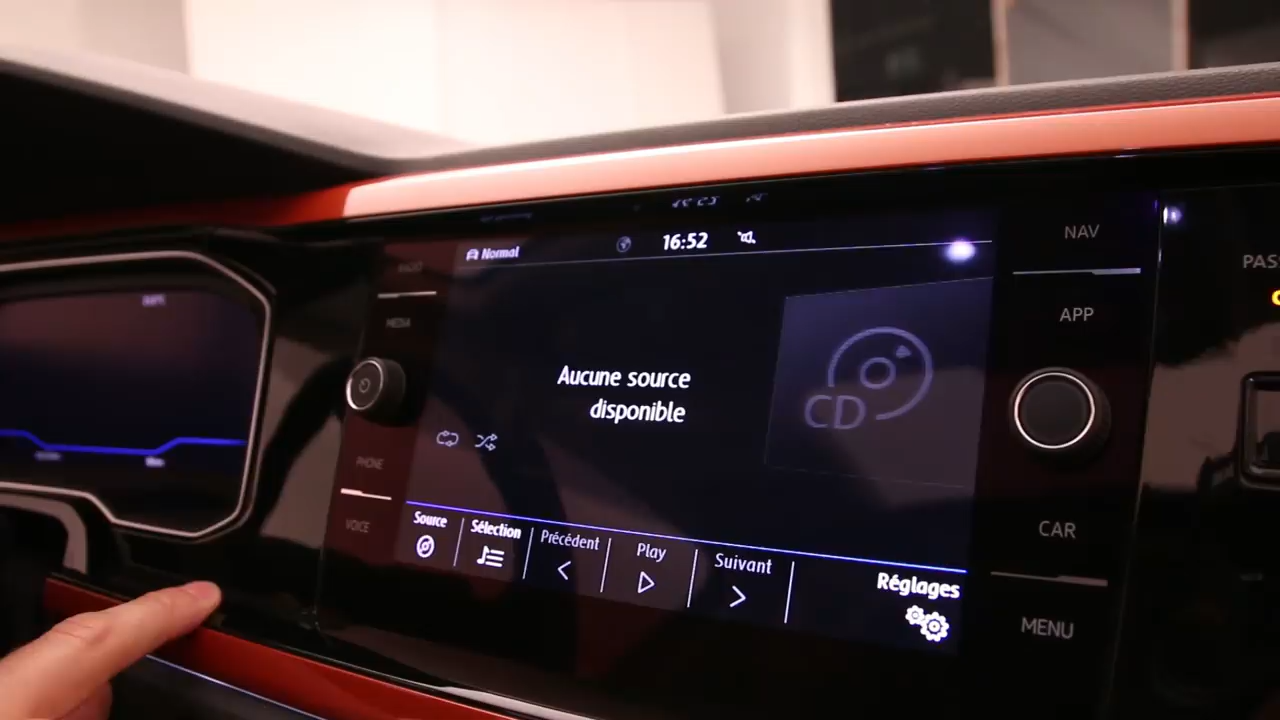 Normal
16:52
NAV
MEDIA
APP
Aucune source
disponible
CD
PHONE
VOICE
Source
Sélection
Précédent
Play
Suivant
Réglages
CAR
MENU